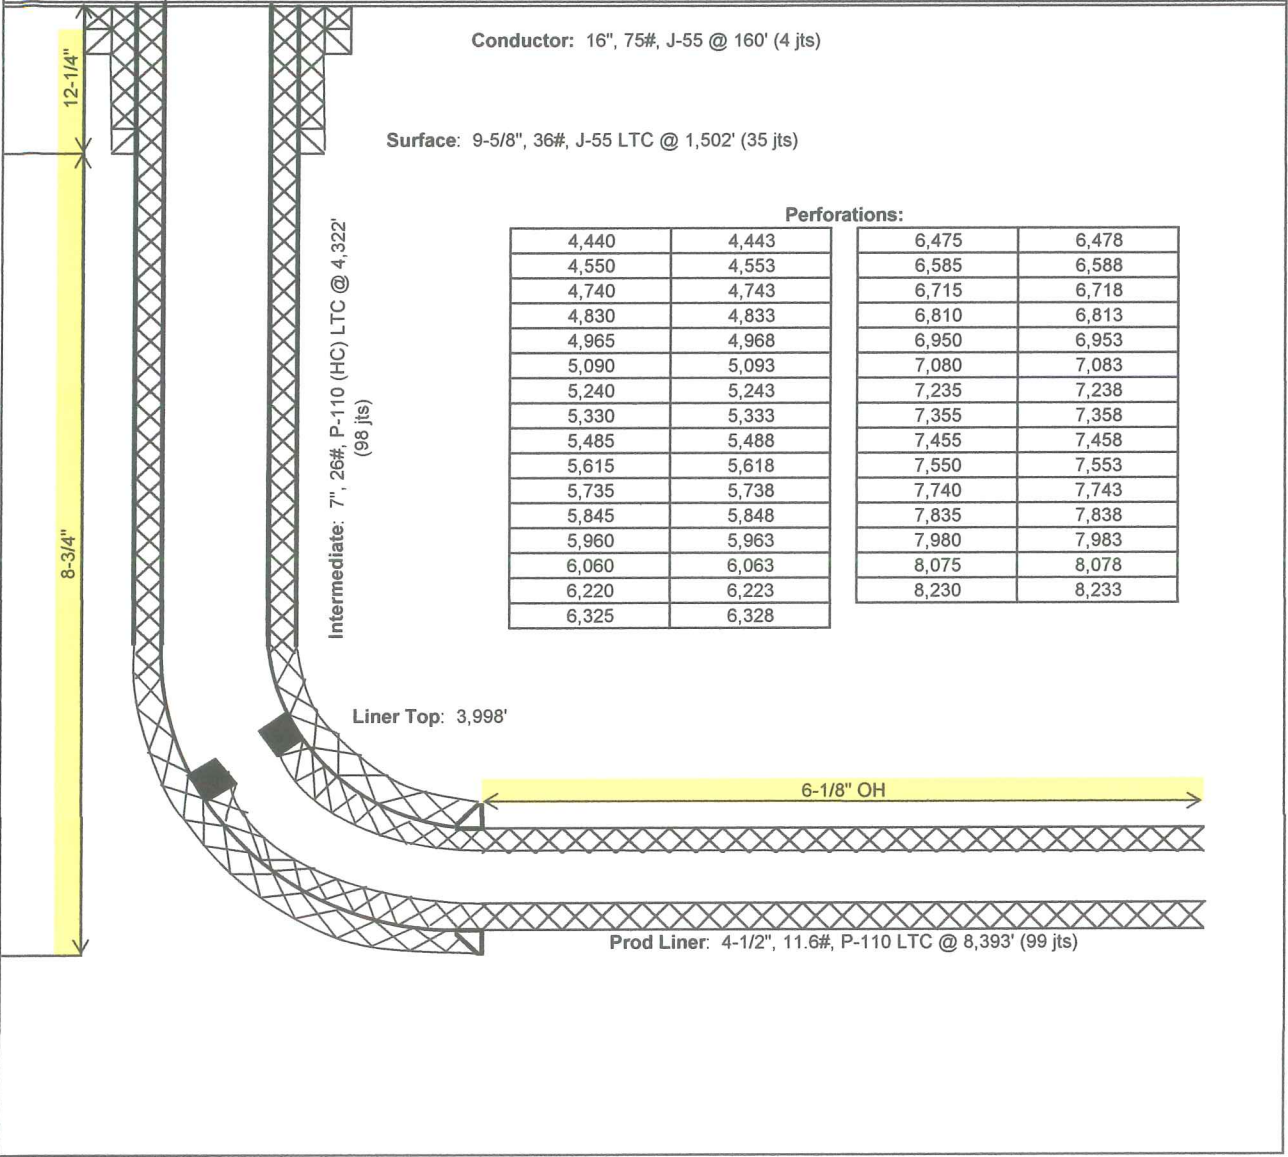 Conductor: 16", 75#, J-55 @ 160' (4 jts)
12-1/4"
Surface: 9-5/8", 36#, J-55 LTC @ 1,502' (35 jts)
Intermediate: 7", 26#, P-110 (HC) LTC @ 4,322'
(98 jts)
8-3/4"
Perforations:
4,440 4,443 6,475 6,478
4,550 4,553 6,585 6,588
4,740 4,743 6,715 6,718
4,830 4,833 6,810 6,813
4,965 4,968 6,950 6,953
5,090 5,093 7,080 7,083
5,240 5,243 7,235 7,238
5,330 5,333 7,355 7,358
5,485 5,488 7,455 7,458
5,615 5,618 7,550 7,553
5,735 5,738 7,740 7,743
5,845 5,848 7,835 7,838
5,960 5,963 7,980 7,983
6,060 6,063 8,075 8,078
6,220 6,223 8,230 8,233
6,325 6,328
Liner Top: 3,998'
6-1/8" OH
Prod Liner: 4-1/2", 11.6#, P-110 LTC @ 8,393' (99 jts)